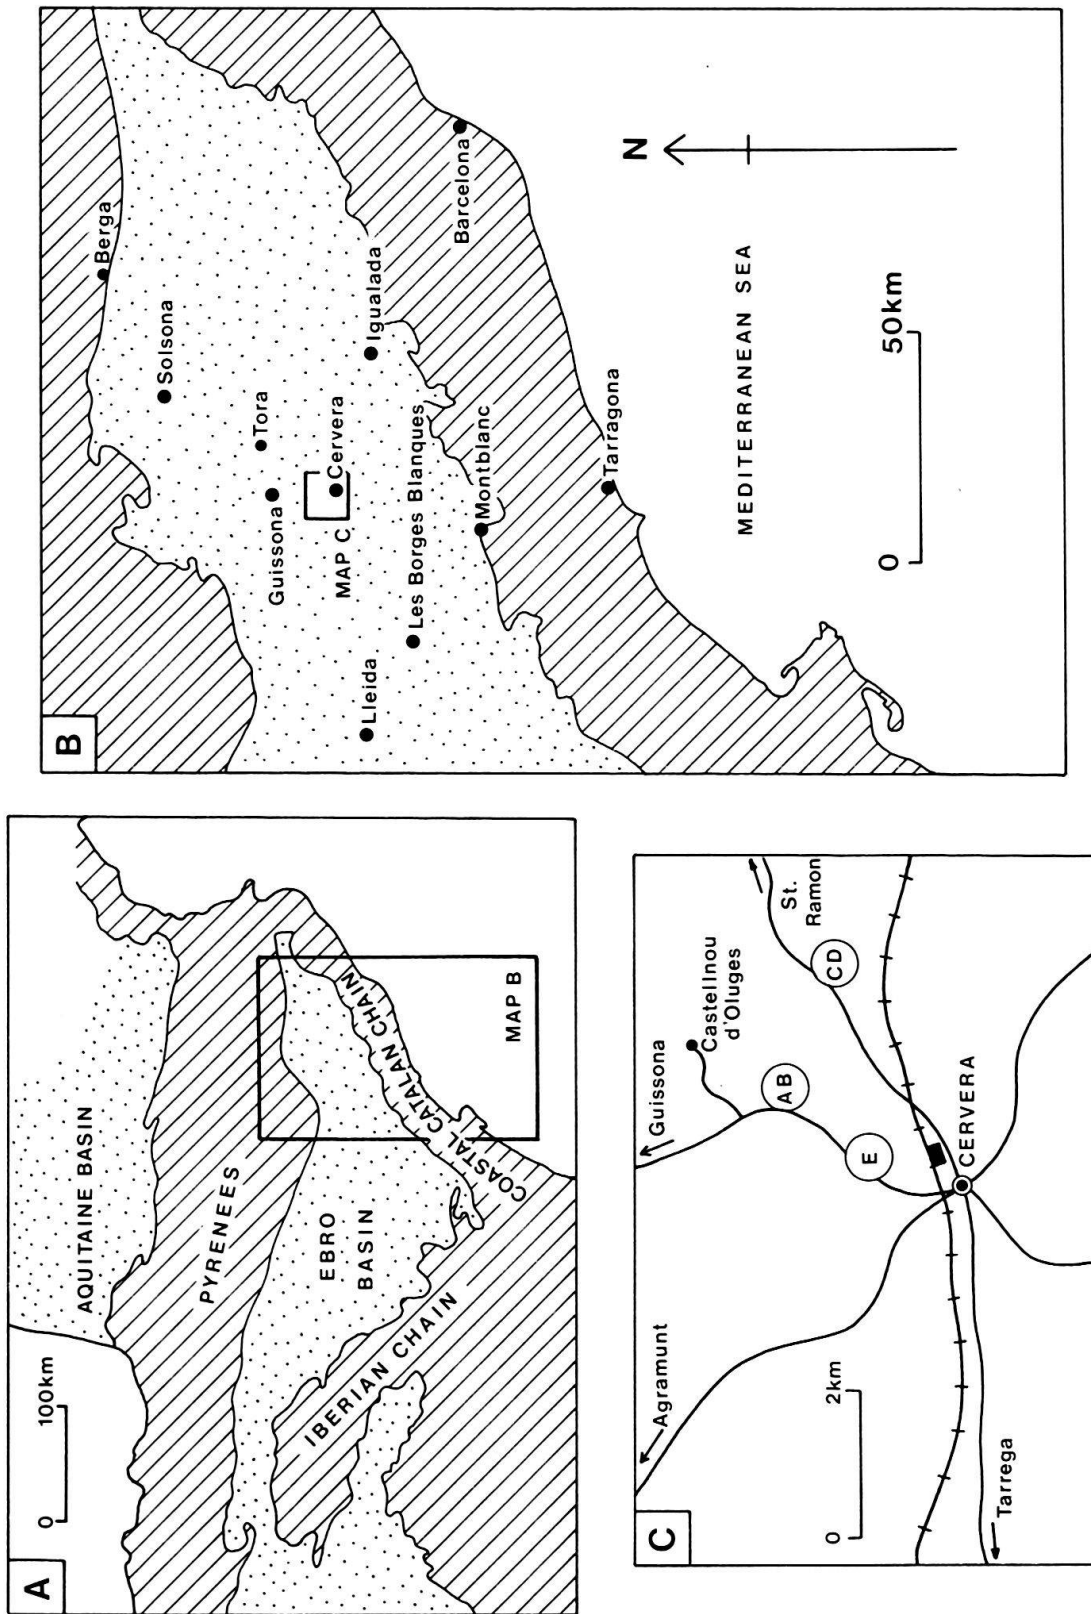 A
0
100km
AQUITAINE BASIN
PYRENEES
EBRO
BASIN
IBERIAN CHAIN
COASTAL CATALAN CHAIN
MAP B
B
Berga
Solsona
Tora
Guissona
Cervera
MAP C
Igualada
Lleida
Les Borges Blanques
Montblanc
Barcelona
Tarragona
N
MEDITERRANEAN SEA
0
50km
C
Agramunt
Guissona
Castellnou
d'Oluges
St.
Ramon
AB
CD
E
0
2km
CERVERA
Tarrega